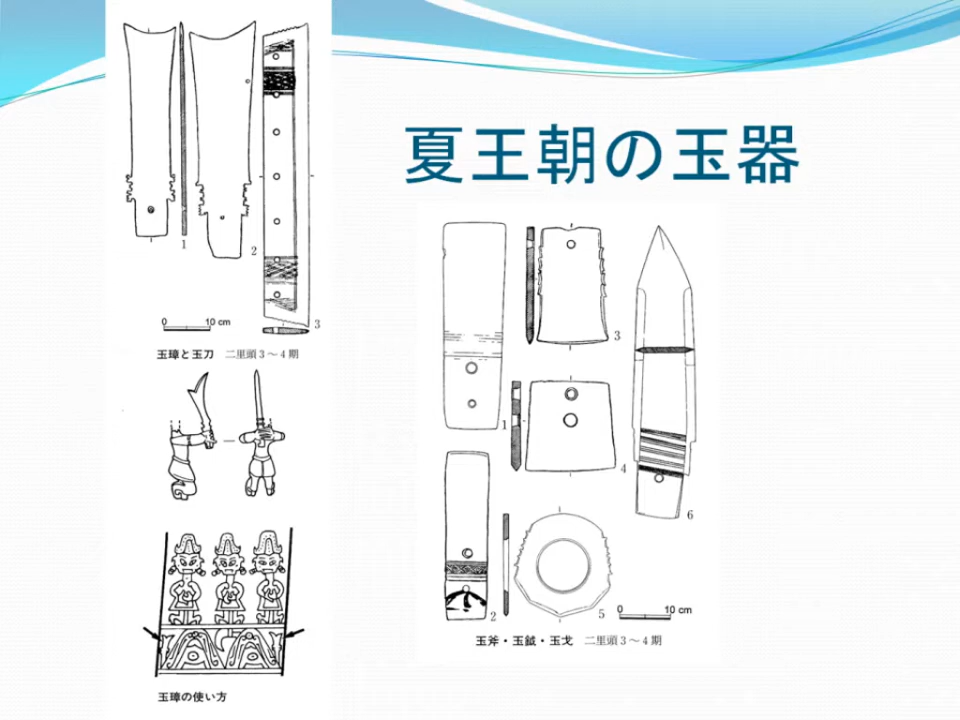 夏王朝の玉器
1
2
3
10 cm
0
玉璋と玉刀 二里頭3～4期
玉璋の使い方
1
2
3
4
5
6
0
10 cm
玉斧・玉鉞・玉戈 二里頭3～4期